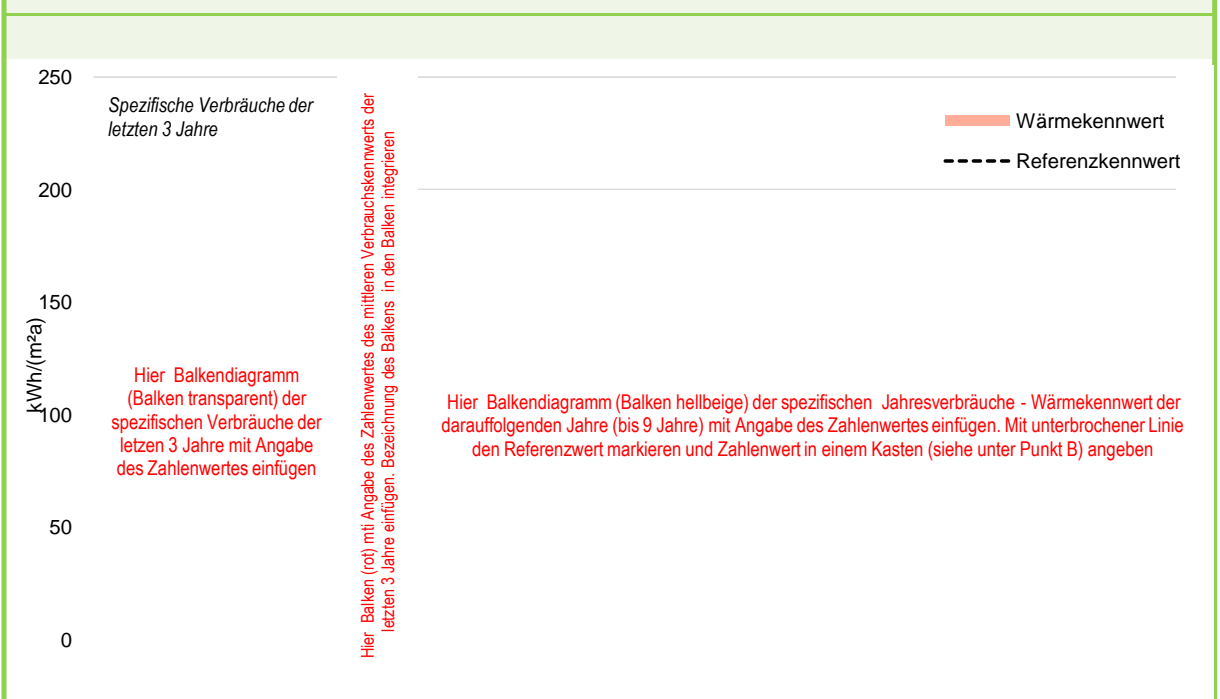 250
200
150
100
50
0
kWh/(m²a)
Spezifische Verbräuche der
letzten 3 Jahre
Hier Balkendiagramm
(Balken transparent) der
spezifischen Verbräuche der
letzen 3 Jahre mit Angabe
des Zahlenwertes einfügen
Hier Balken (rot) mti Angabe des Zahlenwertes des mittleren Verbrauchskennwerts der
letzten 3 Jahre einfügen. Bezeichnung des Balkens in den Balken integrieren
Wärmekennwert
Referenzkennwert
Hier Balkendiagramm (Balken hellbeige) der spezifischen Jahresverbräuche - Wärmekennwert der
darauffolgenden Jahre (bis 9 Jahre) mit Angabe des Zahlenwertes einfügen. Mit unterbrochener Linie
den Referenzwert markieren und Zahlenwert in einem Kasten (siehe unter Punkt B) angeben